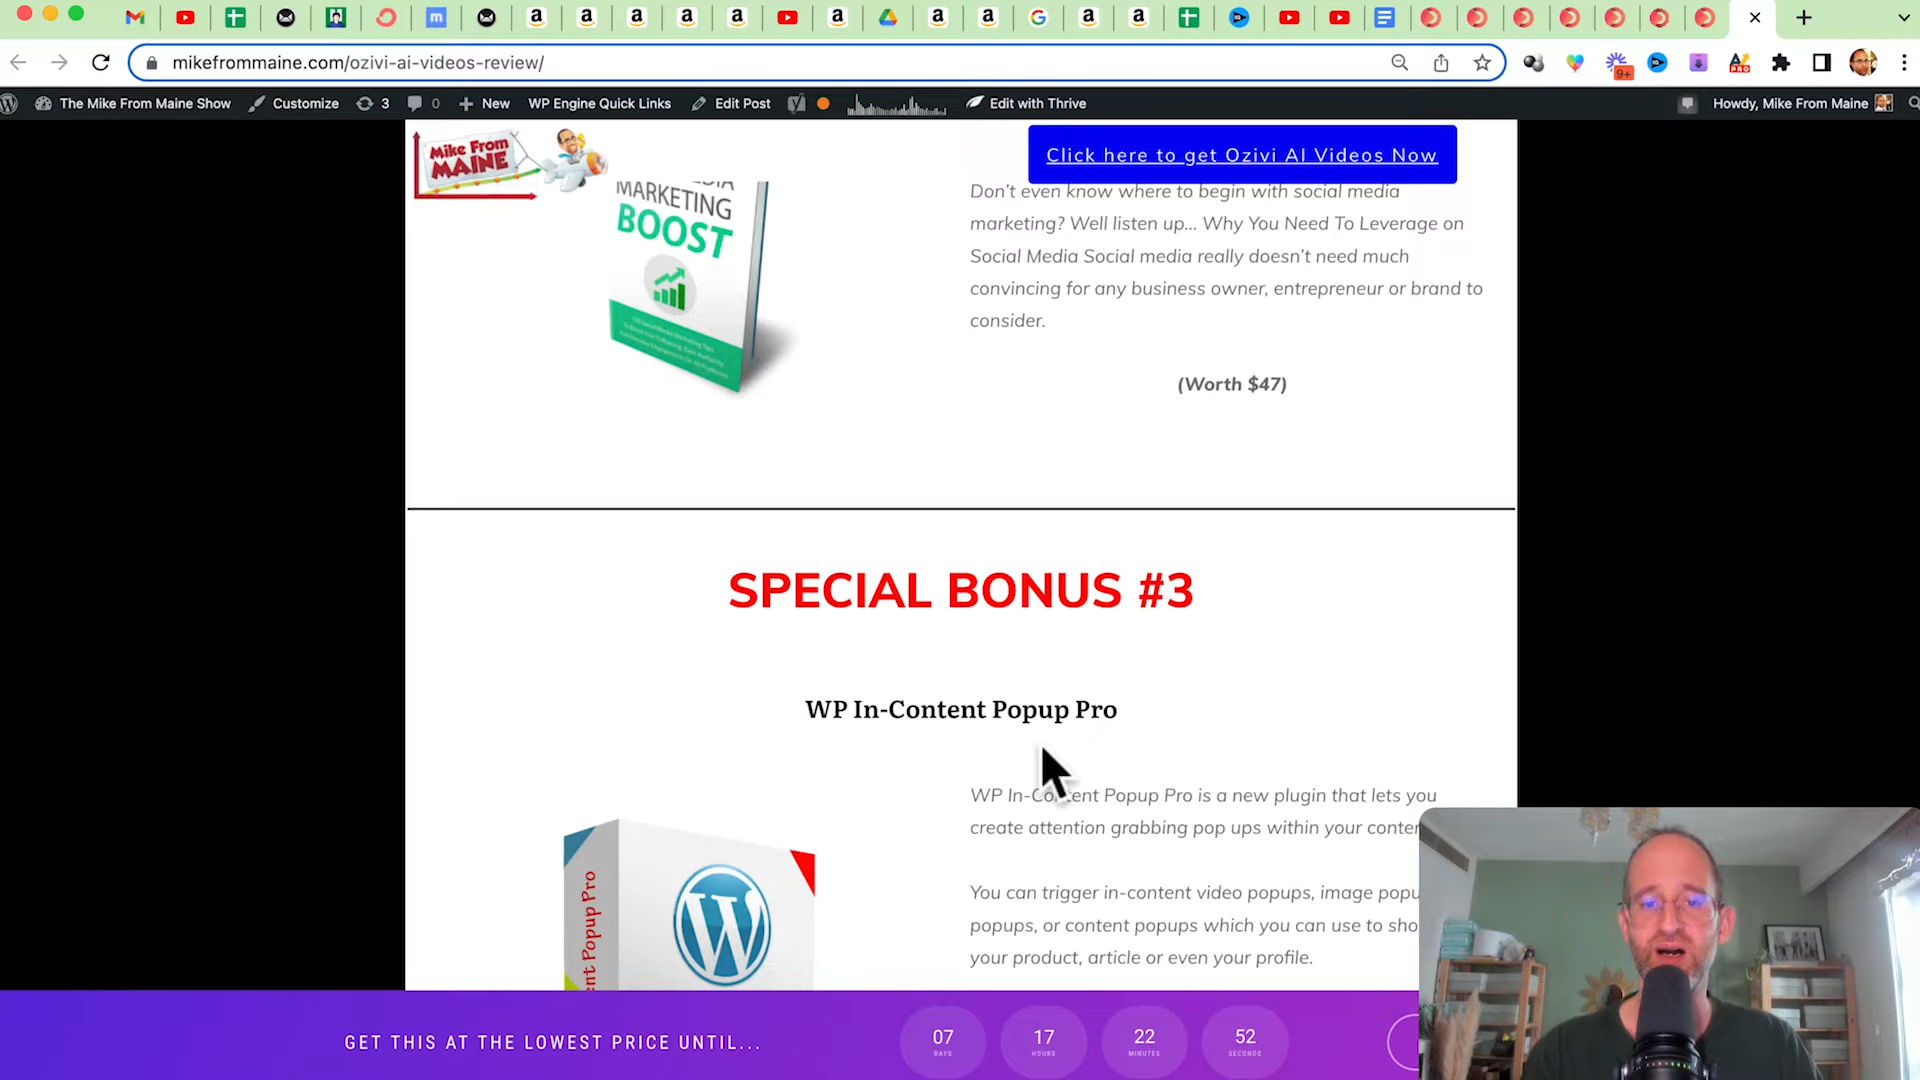 mikefrommaine.com/ozivi-ai-videos-review/
9+
The Mike From Maine Show
Customize
3
0
New
WP Engine Quick Links
Edit Post
Edit with Thrive
Howdy, Mike From Maine
Mike From
MAINE
Click here to get Ozivi AI Videos Now
MARKETING
BOOST
Don't even know where to begin with social media
marketing? Well listen up... Why You Need To Leverage on
Social Media Social media really doesn't need much
convincing for any business owner, entrepreneur or brand to
consider.
(Worth $47)
SPECIAL BONUS #3
WP In-Content Popup Pro
WP In-Content Popup Pro is a new plugin that lets you
create attention grabbing pop ups within your
You can trigger in-content video popups, image
popups, or content popups which you can use to
your product, article or even your profile.
Popup Pro
GET THIS AT THE LOWEST PRICE UNTIL...
07
DAYS
17
HOURS
22
MINUTES
52
SECONDS